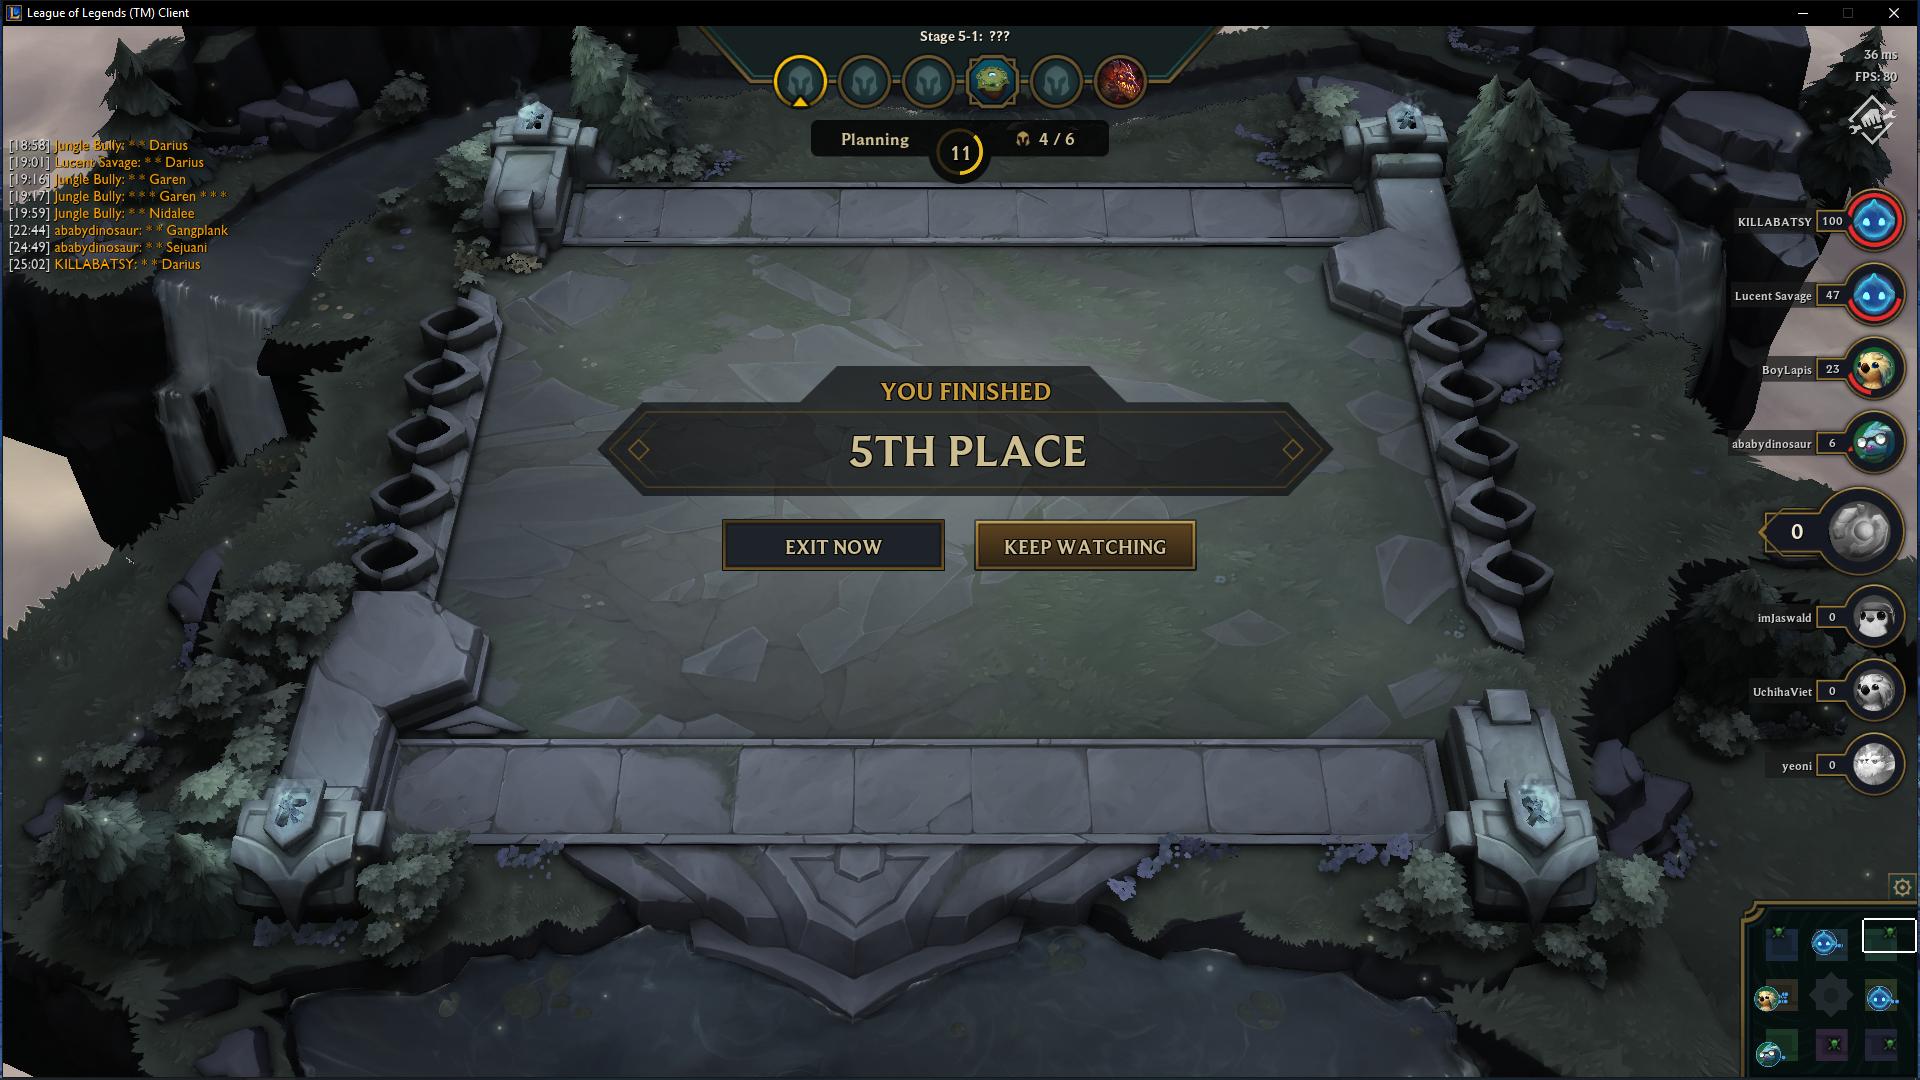 League of Legends (TM) Client
Stage 5-1: ???
36 ms
FPS: 80
Planning
11
4 / 6
[18:58] Jungle Bully: * * Darius
[19:01] Lucent Savage: * * Darius
[19:16] Jungle Bully: * * Garen
[19:17] Jungle Bully: * * * Garen * * *
[19:59] Jungle Bully: * * Nidalee
[22:44] ababydinosaur: * * Gangplank
[24:49] ababydinosaur: * * Sejuani
[25:02] KILLABATSY: * * Darius
KILLABATSY 100
Lucent Savage 47
BoyLapis 23
ababydinosaur 6
0
imJaswald 0
UchihaViet 0
yeoni 0
YOU FINISHED
5TH PLACE
EXIT NOW
KEEP WATCHING